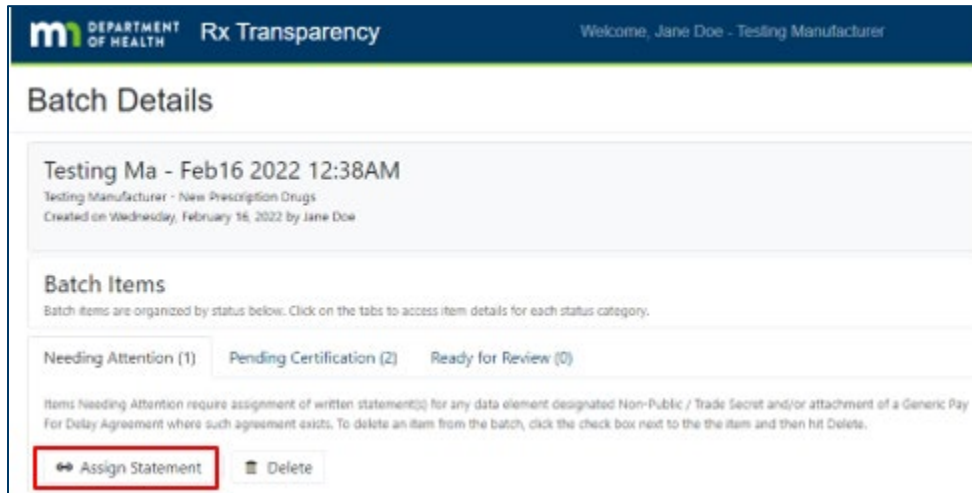 DEPARTMENT
OF HEALTH
Rx Transparency
Welcome, Jane Doe - Testing Manufacturer
Batch Details
Testing Ma - Feb16 2022 12:38AM
Testing Manufacturer - New Prescription Drugs
Created on Wednesday, February 16, 2022 by Jane Doe
Batch Items
Batch items are organized by status below. Click on the tabs to access item details for each status category.
Needing Attention (1)
Pending Certification (2)
Ready for Review (0)
Items Needing Attention require assignment of written statement(s) for any data element designated Non-Public / Trade Secret and/or attachment of a Generic Pay
For Delay Agreement where such agreement exists. To delete an item from the batch, click the check box next to the the item and then hit Delete.
Assign Statement
Delete